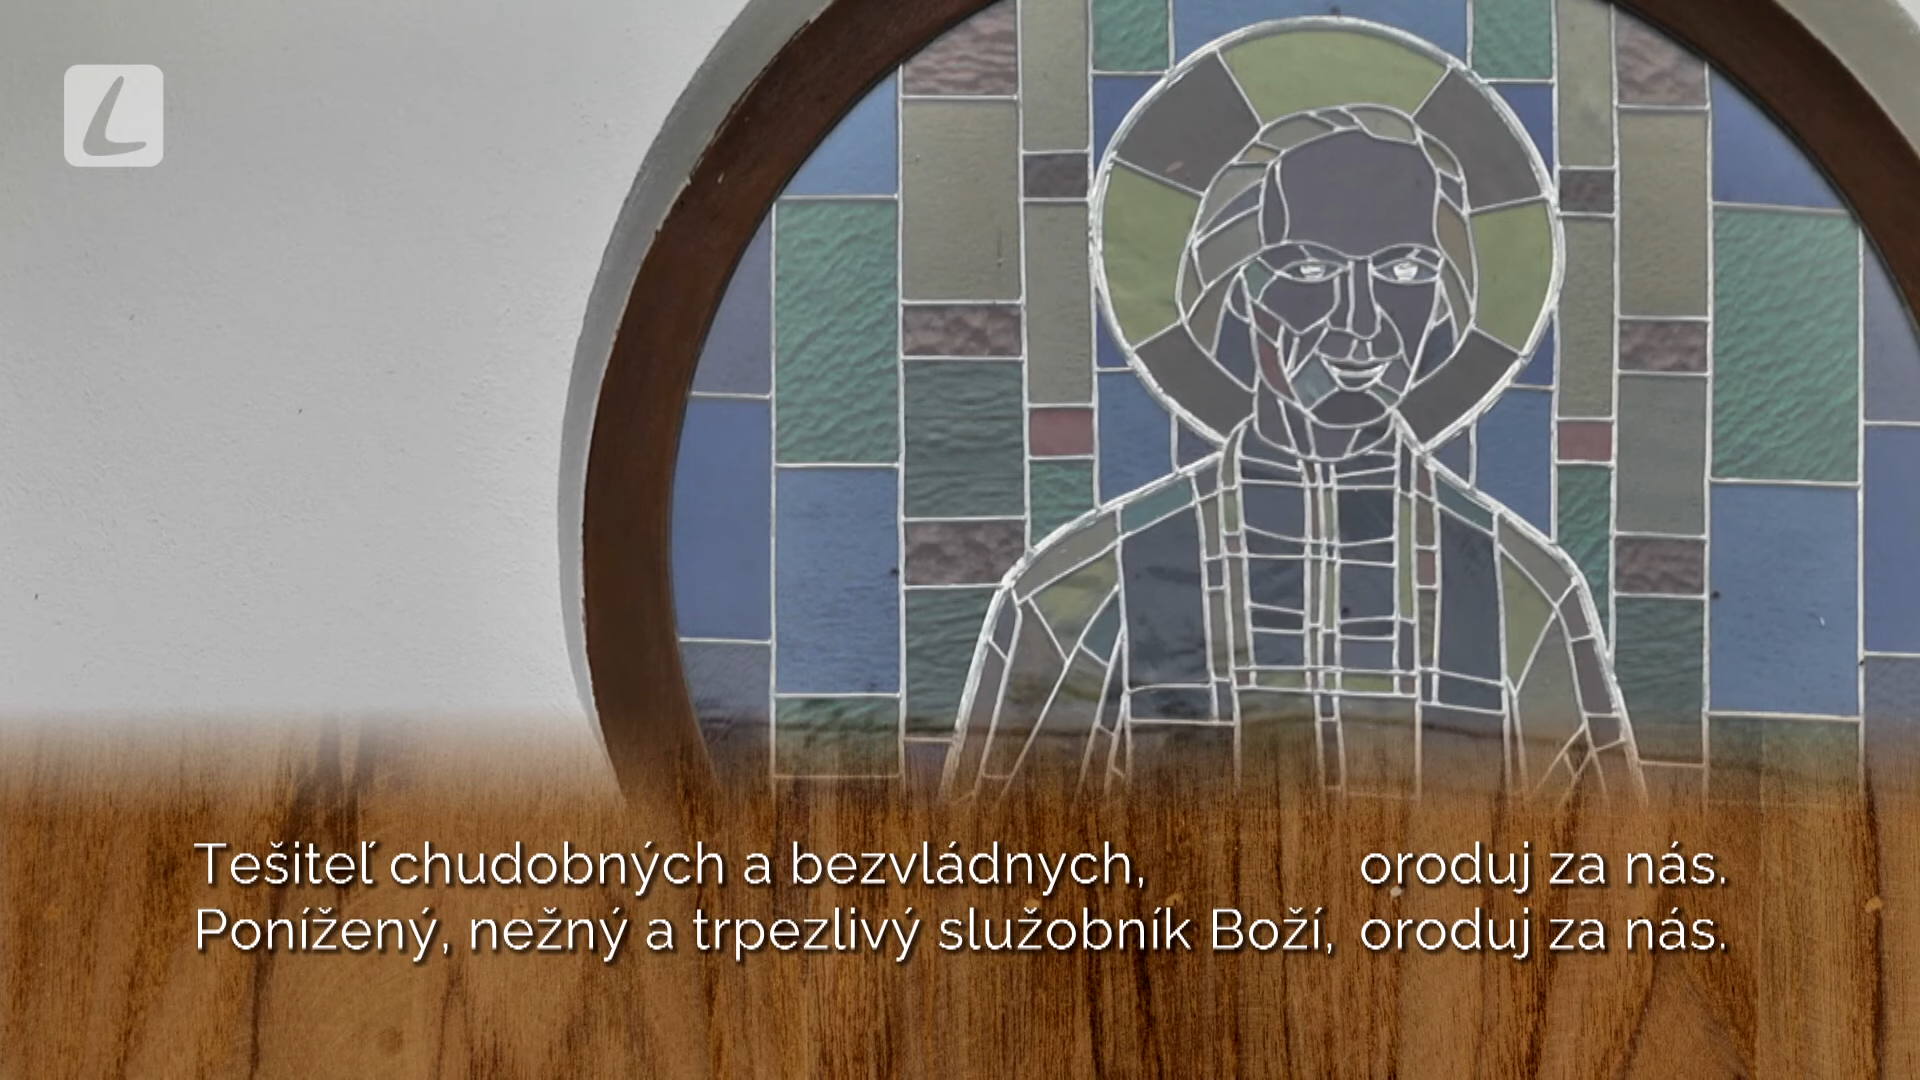 L
Tešiteľ chudobných a bezvládnych, oroduj za nás.
Ponížený, nežný a trpezlivý služobník Boží, oroduj za nás.